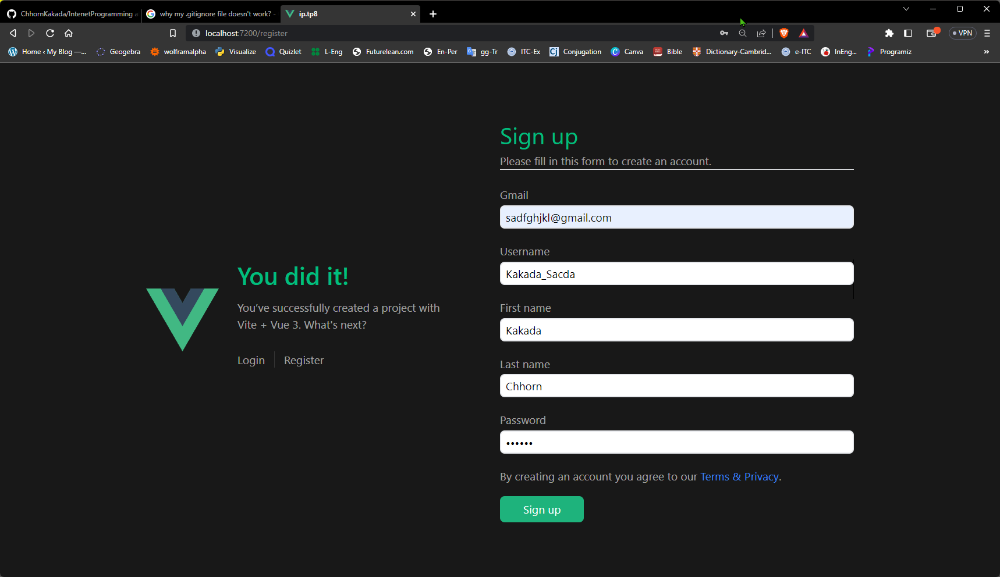 ChhornKakada/IntenetProgramming a
why my .gitignore file doesn't work? -
ip.tp8
localhost:7200/register
VPN
Home ‹ My Blog —...
Geogebra
wolframalpha
Visualize
Quizlet
L-Eng
Futurelean.com
En-Per
gg-Tr
ITC-Ex
Conjugation
Canva
Bible
Dictionary-Cambrid...
e-ITC
InEng...
Programiz
»
You did it!
You've successfully created a project with
Vite + Vue 3. What's next?
Login
Register
Sign up
Please fill in this form to create an account.
Gmail
sadfghjkl@gmail.com
Username
Kakada_Sacda
First name
Kakada
Last name
Chhorn
Password
••••••
By creating an account you agree to our Terms & Privacy.
Sign up